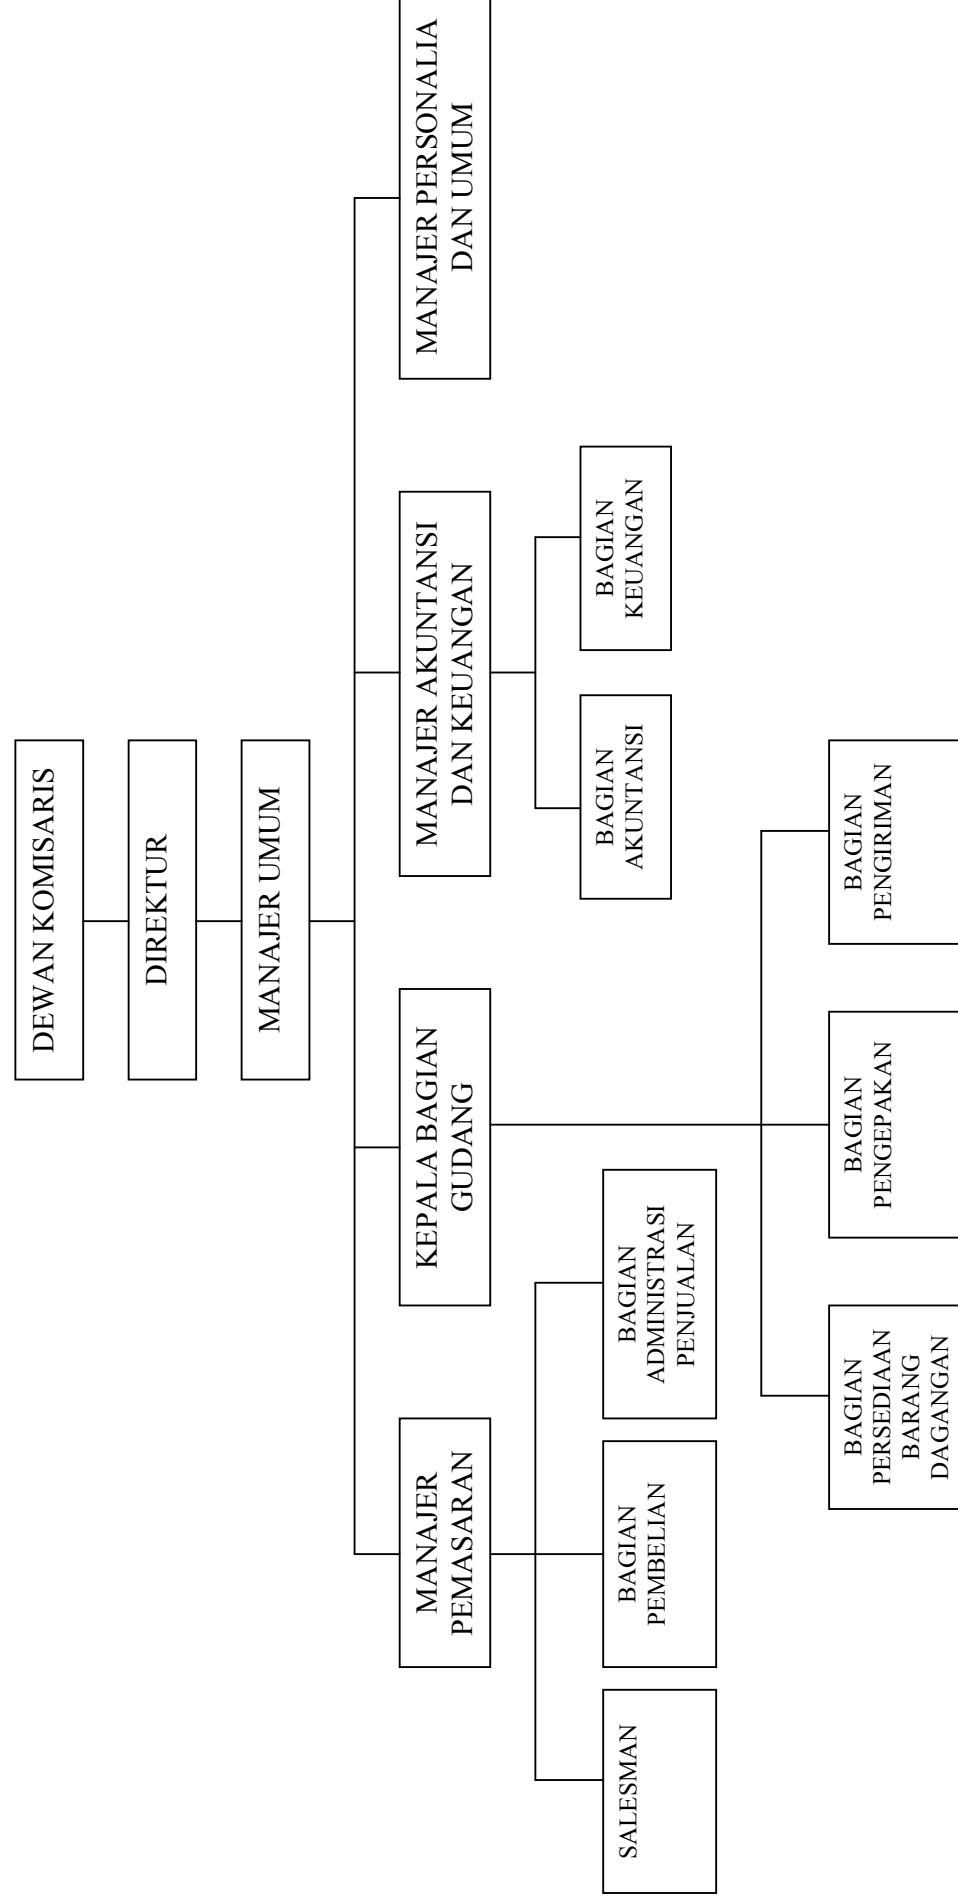 DEWAN KOMISARIS
DIREKTUR
MANAJER UMUM
MANAJER
PEMASARAN
KEPALA BAGIAN
GUDANG
MANAJER AKUNTANSI
DAN KEUANGAN
MANAJER PERSONALIA
DAN UMUM
SALESMAN
BAGIAN
PEMBELIAN
BAGIAN
ADMINISTRASI
PENJUALAN
BAGIAN
AKUNTANSI
BAGIAN
KEUANGAN
BAGIAN
PERSEDIAAN
BARANG
DAGANGAN
BAGIAN
PENGEPAKAN
BAGIAN
PENGIRIMAN